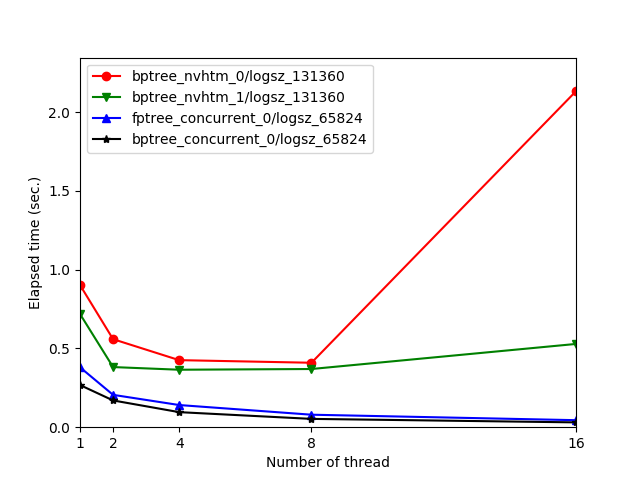 bptree_nvhtm_0/logsz_131360
bptree_nvhtm_1/logsz_131360
fptree_concurrent_0/logsz_65824
bptree_concurrent_0/logsz_65824
2.0
1.5
1.0
0.5
0.0
Elapsed time (sec.)
1 2 4 8 16
Number of thread